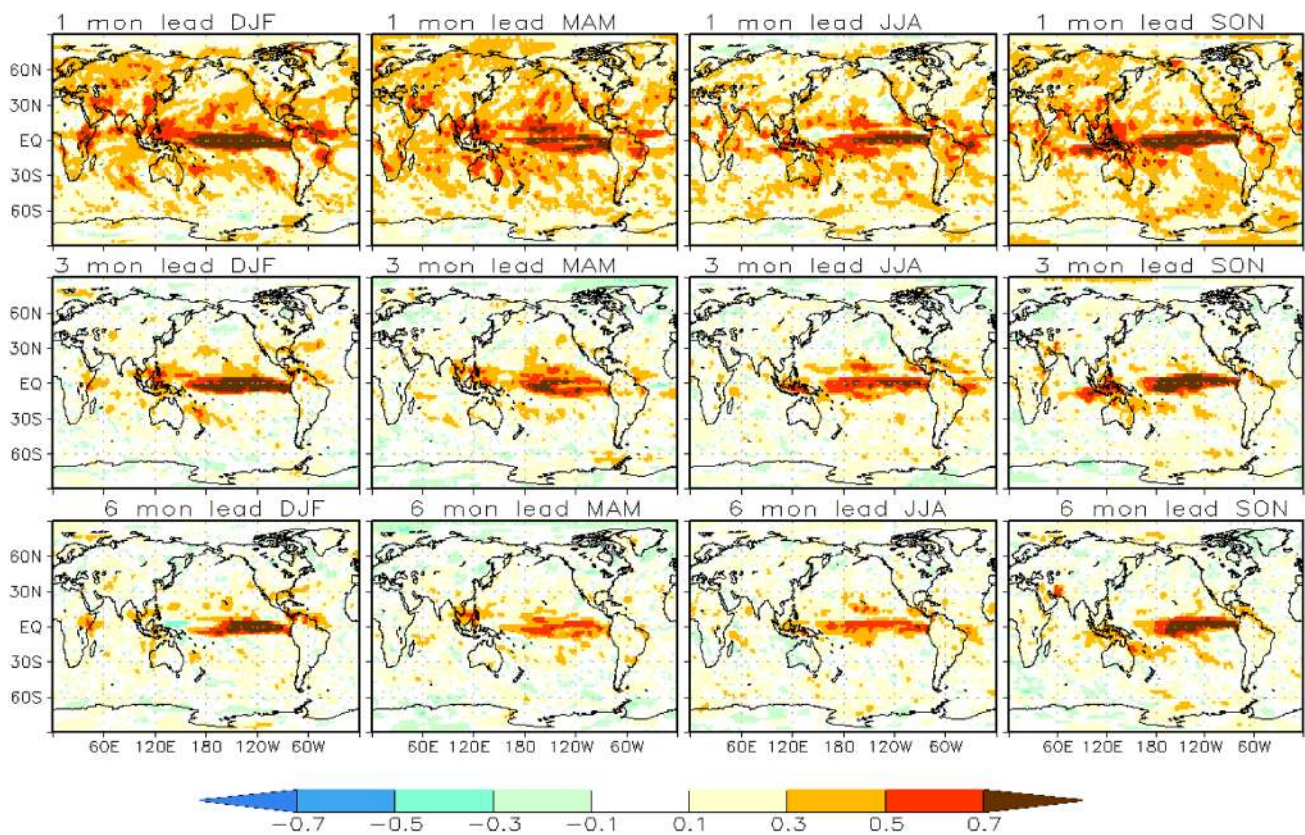 1 mon lead DJF 1 mon lead MAM 1 mon lead JJA 1 mon lead SON
60N
30N
EQ
30S
60S
3 mon lead DJF 3 mon lead MAM 3 mon lead JJA 3 mon lead SON
60N
30N
EQ
30S
60S
6 mon lead DJF 6 mon lead MAM 6 mon lead JJA 6 mon lead SON
60N
30N
EQ
30S
60S
60E 120E 180 120W 60W 60E 120E 180 120W 60W 60E 120E 180 120W 60W 60E 120E 180 120W 60W
-0.7 -0.5 -0.3 -0.1 0.1 0.3 0.5 0.7